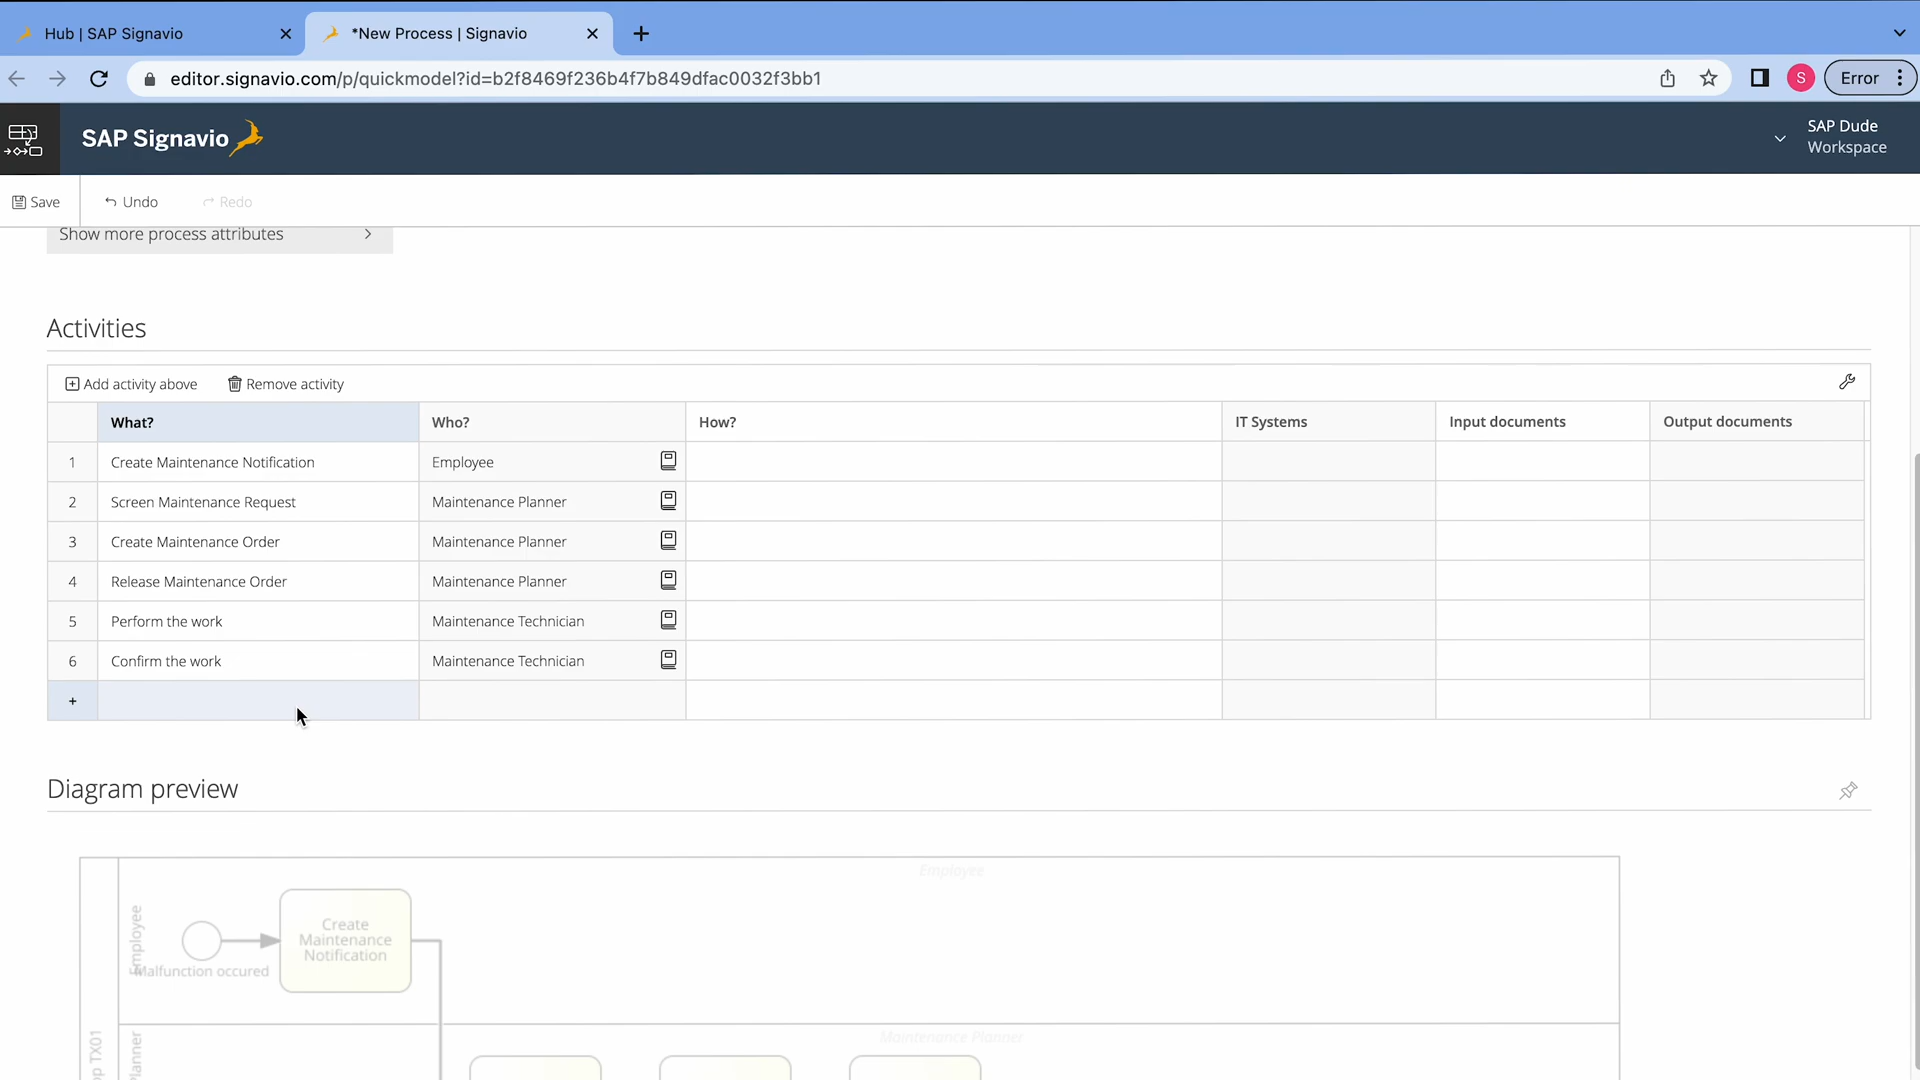 Hub | SAP Signavio
*New Process | Signavio
editor.signavio.com/p/quickmodel?id=b2f8469f236b4f7b849dfac0032f3bb1
S
Error
SAP Signavio
SAP Dude
Workspace
Save
Undo
Redo
Show more process attributes
Activities
Add activity above
Remove activity
What? Who? How? IT Systems Input documents Output documents
1 Create Maintenance Notification Employee
2 Screen Maintenance Request Maintenance Planner
3 Create Maintenance Order Maintenance Planner
4 Release Maintenance Order Maintenance Planner
5 Perform the work Maintenance Technician
6 Confirm the work Maintenance Technician
+
Diagram preview
Employee
Employee
Create
Maintenance
Notification
Malfunction occured
Maintenance Planner
Planner
TX01